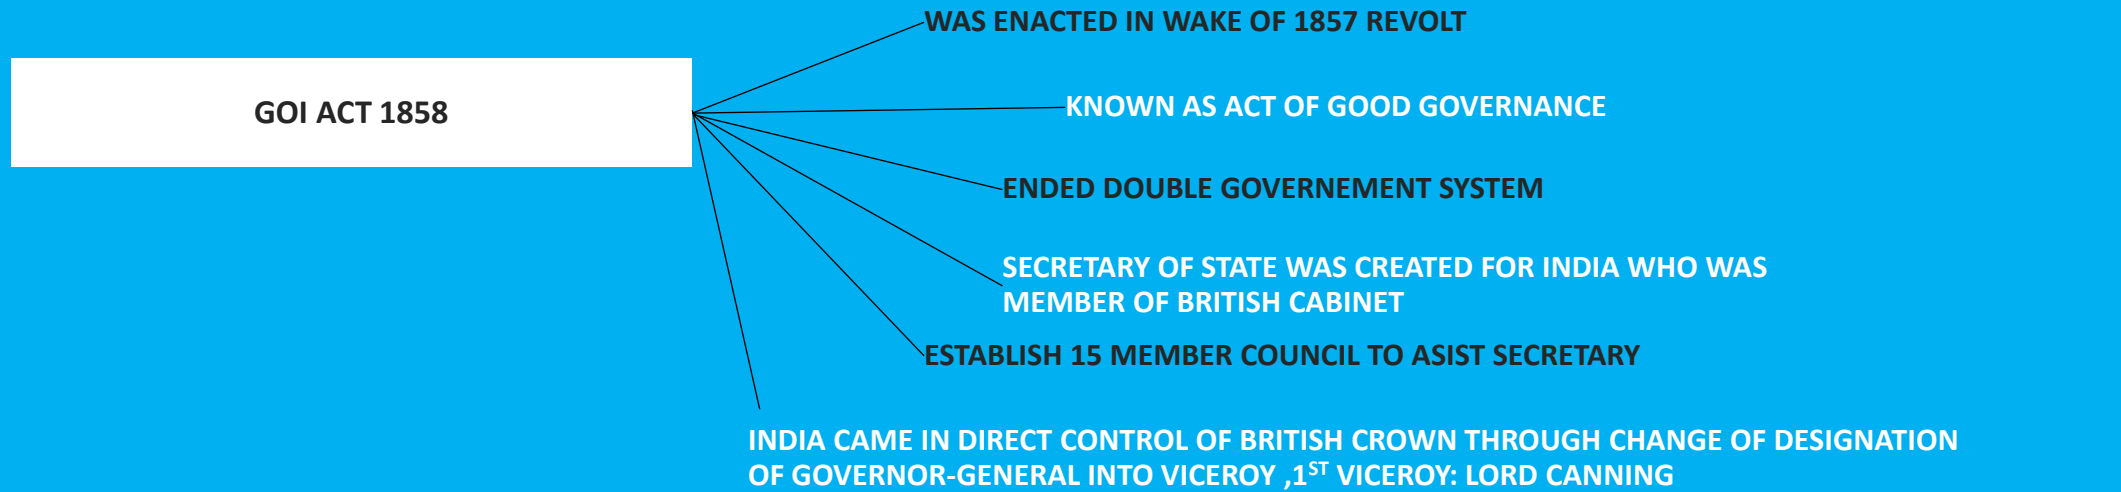 WAS ENACTED IN WAKE OF 1857 REVOLT
GOI ACT 1858
KNOWN AS ACT OF GOOD GOVERNANCE
ENDED DOUBLE GOVERNEMENT SYSTEM
SECRETARY OF STATE WAS CREATED FOR INDIA WHO WAS
MEMBER OF BRITISH CABINET
ESTABLISH 15 MEMBER COUNCIL TO ASIST SECRETARY
INDIA CAME IN DIRECT CONTROL OF BRITISH CROWN THROUGH CHANGE OF DESIGNATION
OF GOVERNOR-GENERAL INTO VICEROY ,1ST VICEROY: LORD CANNING